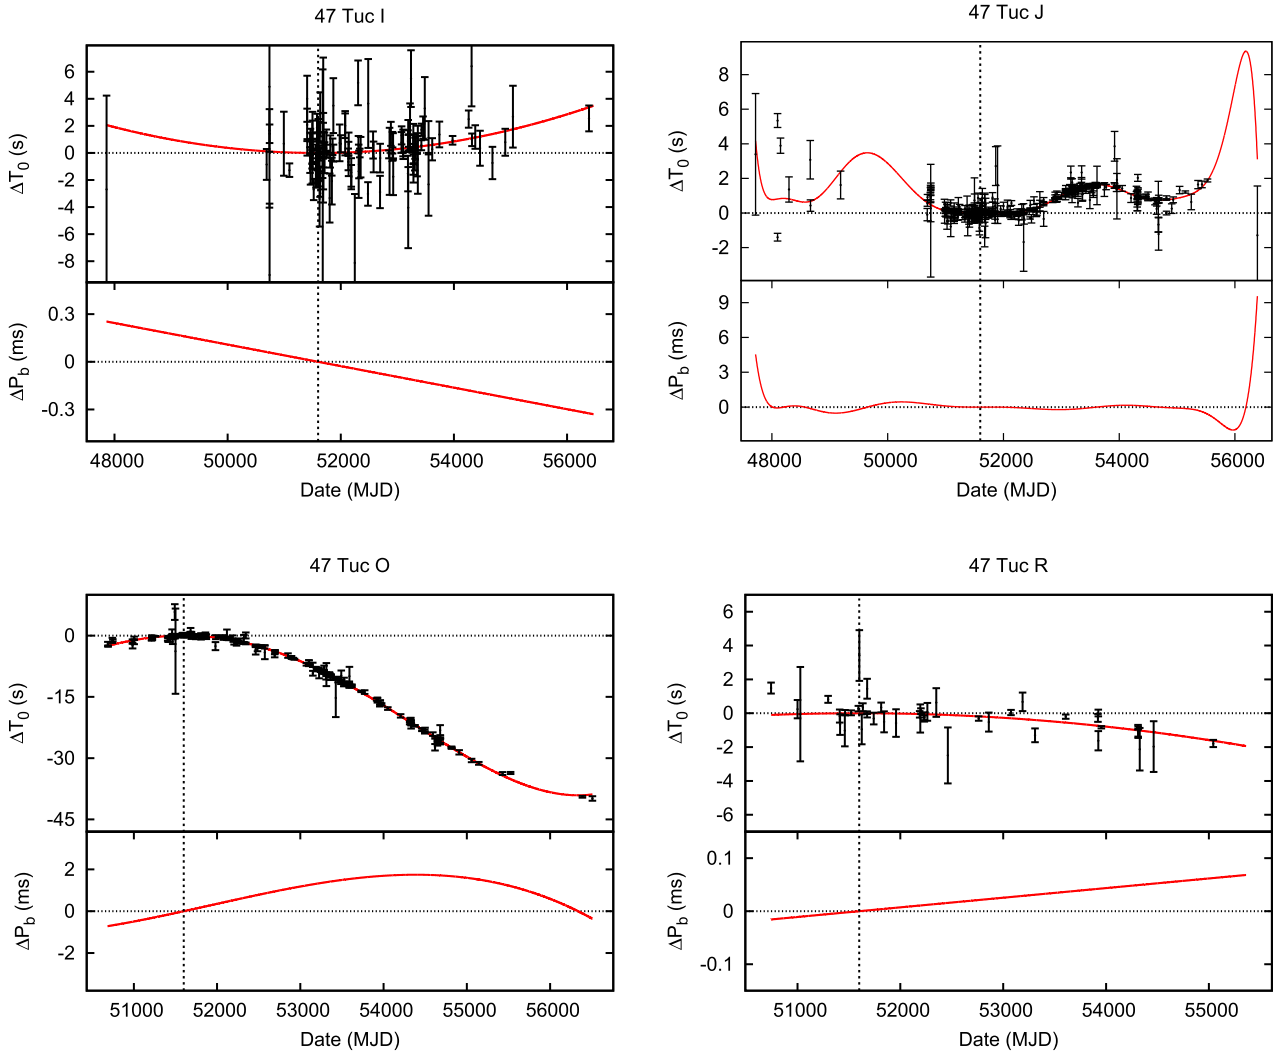 47 Tuc I
ΔT0 (s)
6
4
2
0
-2
-4
-6
-8
ΔPb (ms)
0.3
0
-0.3
48000 50000 52000 54000 56000
Date (MJD)
47 Tuc J
ΔT0 (s)
8
6
4
2
0
-2
ΔPb (ms)
9
6
3
0
48000 50000 52000 54000 56000
Date (MJD)
47 Tuc O
ΔT0 (s)
0
-15
-30
-45
ΔPb (ms)
2
0
-2
51000 52000 53000 54000 55000 56000
Date (MJD)
47 Tuc R
ΔT0 (s)
6
4
2
0
-2
-4
-6
ΔPb (ms)
0.1
0
-0.1
51000 52000 53000 54000 55000
Date (MJD)